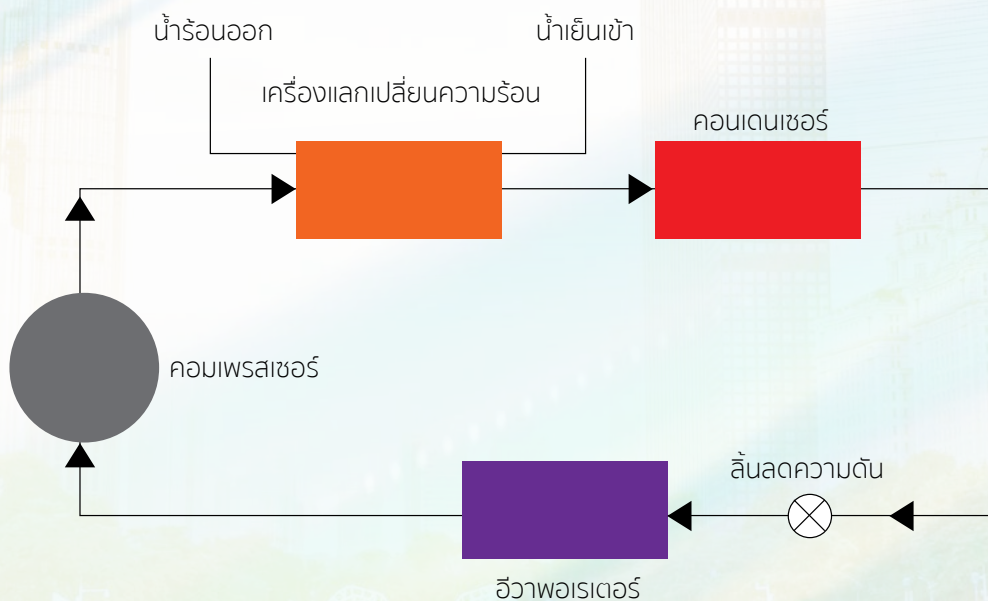 น้ำร้อนออก
น้ำเย็นเข้า
เครื่องแลกเปลี่ยนความร้อน
คอนเดนเซอร์
คอมเพรสเซอร์
ลิ้นลดความดัน
อีวาพอเรเตอร์